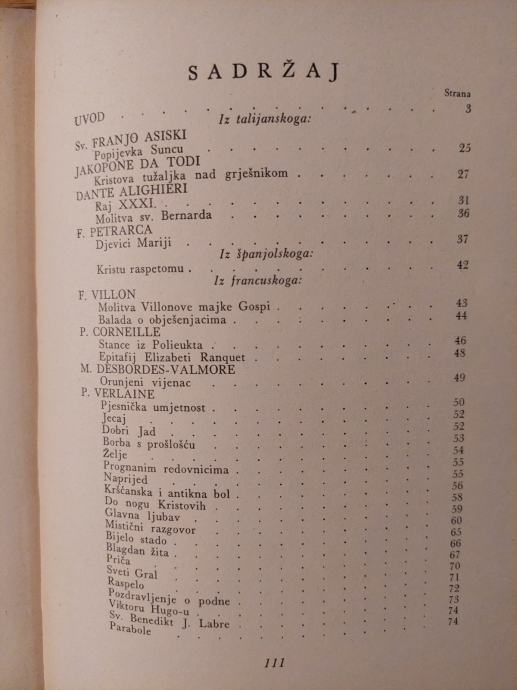 SADRŽAJ
Strana
UVOD . . . . . . . . . . 3
Iz talijanskoga:
Sv. FRANJO ASISKI
Popijevka Suncu . . . . . . . . 25
JAKOPONE DA TODI
Kristova tužaljka nad grješnikom . . . . . 27
DANTE ALIGHIERI
Raj XXXI. . . . . . . . . . 31
Molitva sv. Bernarda . . . . . . . 36
F. PETRARCA
Djevici Mariji . . . . . . . . 37
Iz španjolskoga:
Kristu raspetomu . . . . . . . . 42
Iz francuskoga:
F. VILLON
Molitva Villonove majke Gospi . . . . . 43
Balada o obješenjacima . . . . . . . 44
P. CORNEILLE
Stance iz Polieukta . . . . . . . 46
Epitafij Elizabeti Ranquet . . . . . . 48
M. DESBORDES-VALMORE
Orunjeni vijenac . . . . . . . . 49
P. VERLAINE
Pjesnička umjetnost . . . . . . . 50
Jecaj . . . . . . . . . . 52
Dobri Jad . . . . . . . . . 52
Borba s prošlošću . . . . . . . . 53
Želje . . . . . . . . . . 54
Prognanim redovnicima . . . . . . . 55
Naprijed . . . . . . . . . 55
Kršćanska i antikna bol . . . . . . . 56
Do nogu Kristovih . . . . . . . . 58
Glavna ljubav . . . . . . . . 59
Mistični razgovor . . . . . . . . 60
Bijelo stado . . . . . . . . . 65
Blagdan žita . . . . . . . . . 66
Priča . . . . . . . . . . 67
Sveti Gral . . . . . . . . . 70
Raspelo . . . . . . . . . 71
Pozdravljenje o podne . . . . . . . 72
Viktoru Hugo-u . . . . . . . . 73
Sv. Benedikt J. Labre . . . . . . . 74
Parabole . . . . . . . . . 74
111